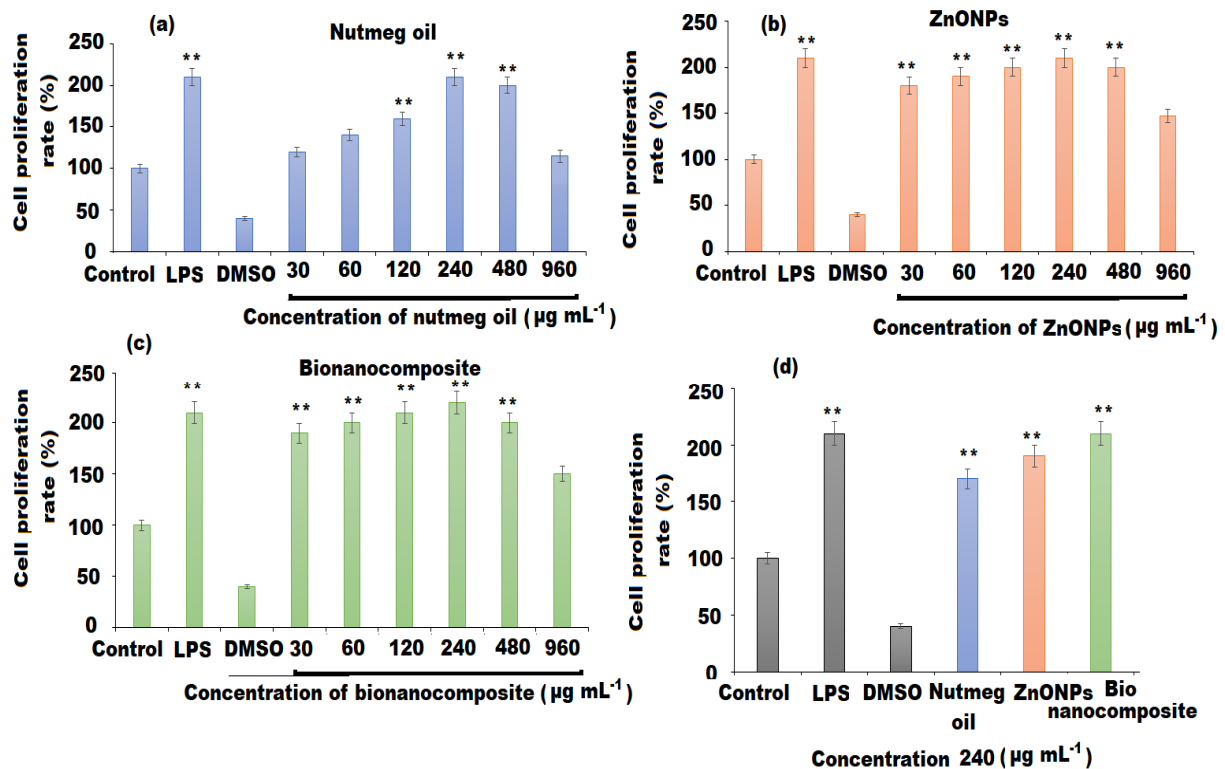 (a)
Nutmeg oil
Cell proliferation
rate (%)
250
200
150
100
50
0
**
**
**
**
Control LPS DMSO 30 60 120 240 480 960
Concentration of nutmeg oil (µg mL-1)
(b)
ZnONPs
Cell proliferation
rate (%)
250
200
150
100
50
0
**
**
**
**
**
**
Control LPS DMSO 30 60 120 240 480 960
Concentration of ZnONPs (µg mL-1)
(c)
Bionanocomposite
Cell proliferation
rate (%)
250
200
150
100
50
0
**
**
**
**
**
**
Control LPS DMSO 30 60 120 240 480 960
Concentration of bionanocomposite (µg mL-1)
(d)
Cell proliferation
rate (%)
250
200
150
100
50
0
**
**
**
**
Control LPS DMSO Nutmeg ZnONPs Bio
oil nanocomposite
Concentration 240 (µg mL-1)